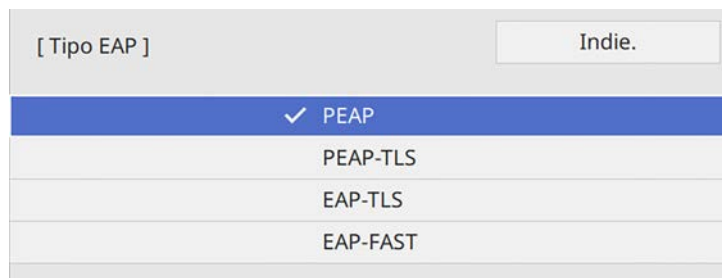 [ Tipo EAP ]
Indie.
PEAP
PEAP-TLS
EAP-TLS
EAP-FAST